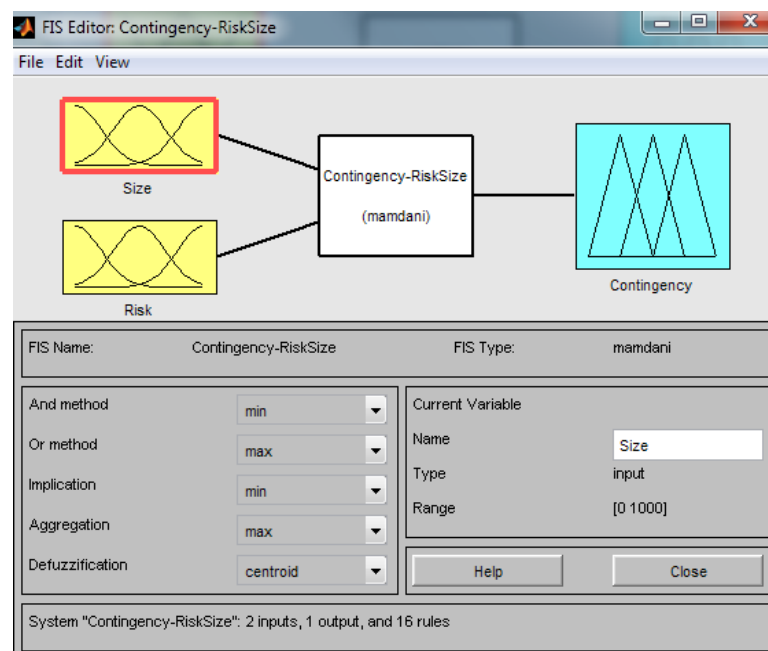 FIS Editor: Contingency-RiskSize
File Edit View
Size
Risk
Contingency-RiskSize
(mamdani)
Contingency
FIS Name: Contingency-RiskSize FIS Type: mamdani
And method min
Or method max
Implication min
Aggregation max
Defuzzification centroid
Current Variable
Name Size
Type input
Range [0 1000]
Help Close
System "Contingency-RiskSize": 2 inputs, 1 output, and 16 rules